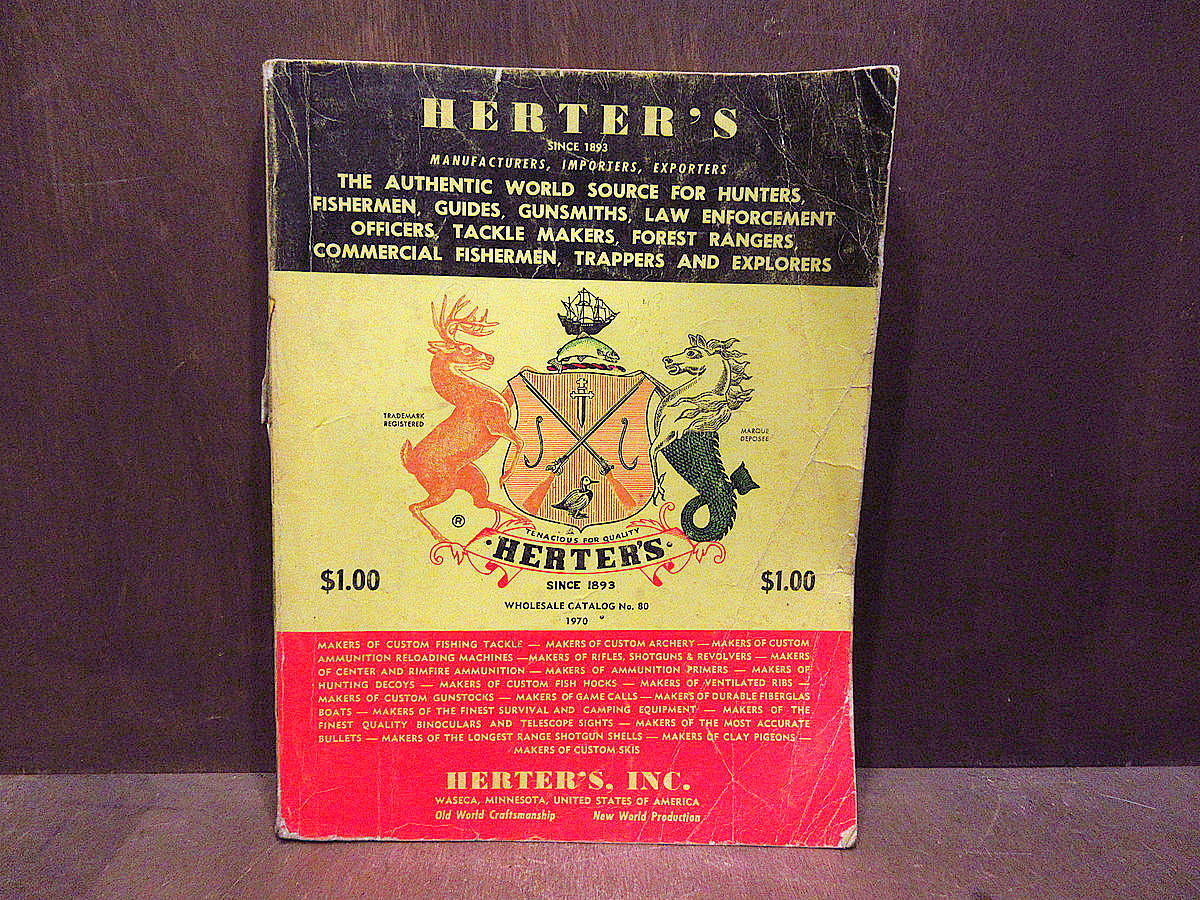 HERTER'S
SINCE 1893
MANUFACTURERS, IMPORTERS, EXPORTERS
THE AUTHENTIC WORLD SOURCE FOR HUNTERS,
FISHERMEN, GUIDES, GUNSMITHS, LAW ENFORCEMENT
OFFICERS, TACKLE MAKERS, FOREST RANGERS,
COMMERCIAL FISHERMEN, TRAPPERS AND EXPLORERS
TRADEMARK
REGISTERED
MARQUE
DEPOSEE
®
TENACIOUS FOR QUALITY
HERTER'S
SINCE 1893
$1.00
$1.00
WHOLESALE CATALOG No. 80
1970
MAKERS OF CUSTOM FISHING TACKLE — MAKERS OF CUSTOM ARCHERY — MAKERS OF CUSTOM
AMMUNITION RELOADING MACHINES — MAKERS OF RIFLES, SHOTGUNS & REVOLVERS — MAKERS
OF CENTER AND RIMFIRE AMMUNITION — MAKERS OF AMMUNITION PRIMERS — MAKERS OF
HUNTING DECOYS — MAKERS OF CUSTOM FISH HOCKS — MAKERS OF VENTILATED RIBS —
MAKERS OF CUSTOM GUNSTOCKS — MAKERS OF GAME CALLS — MAKERS OF DURABLE FIBERGLAS
BOATS — MAKERS OF THE FINEST SURVIVAL AND CAMPING EQUIPMENT — MAKERS OF THE
FINEST QUALITY BINOCULARS AND TELESCOPE SIGHTS — MAKERS OF THE MOST ACCURATE
BULLETS — MAKERS OF THE LONGEST RANGE SHOTGUN SHELLS — MAKERS OF CLAY PIGEONS —
MAKERS OF CUSTOM SKIS
HERTER'S, INC.
WASECA, MINNESOTA, UNITED STATES OF AMERICA
Old World Craftsmanship New World Production